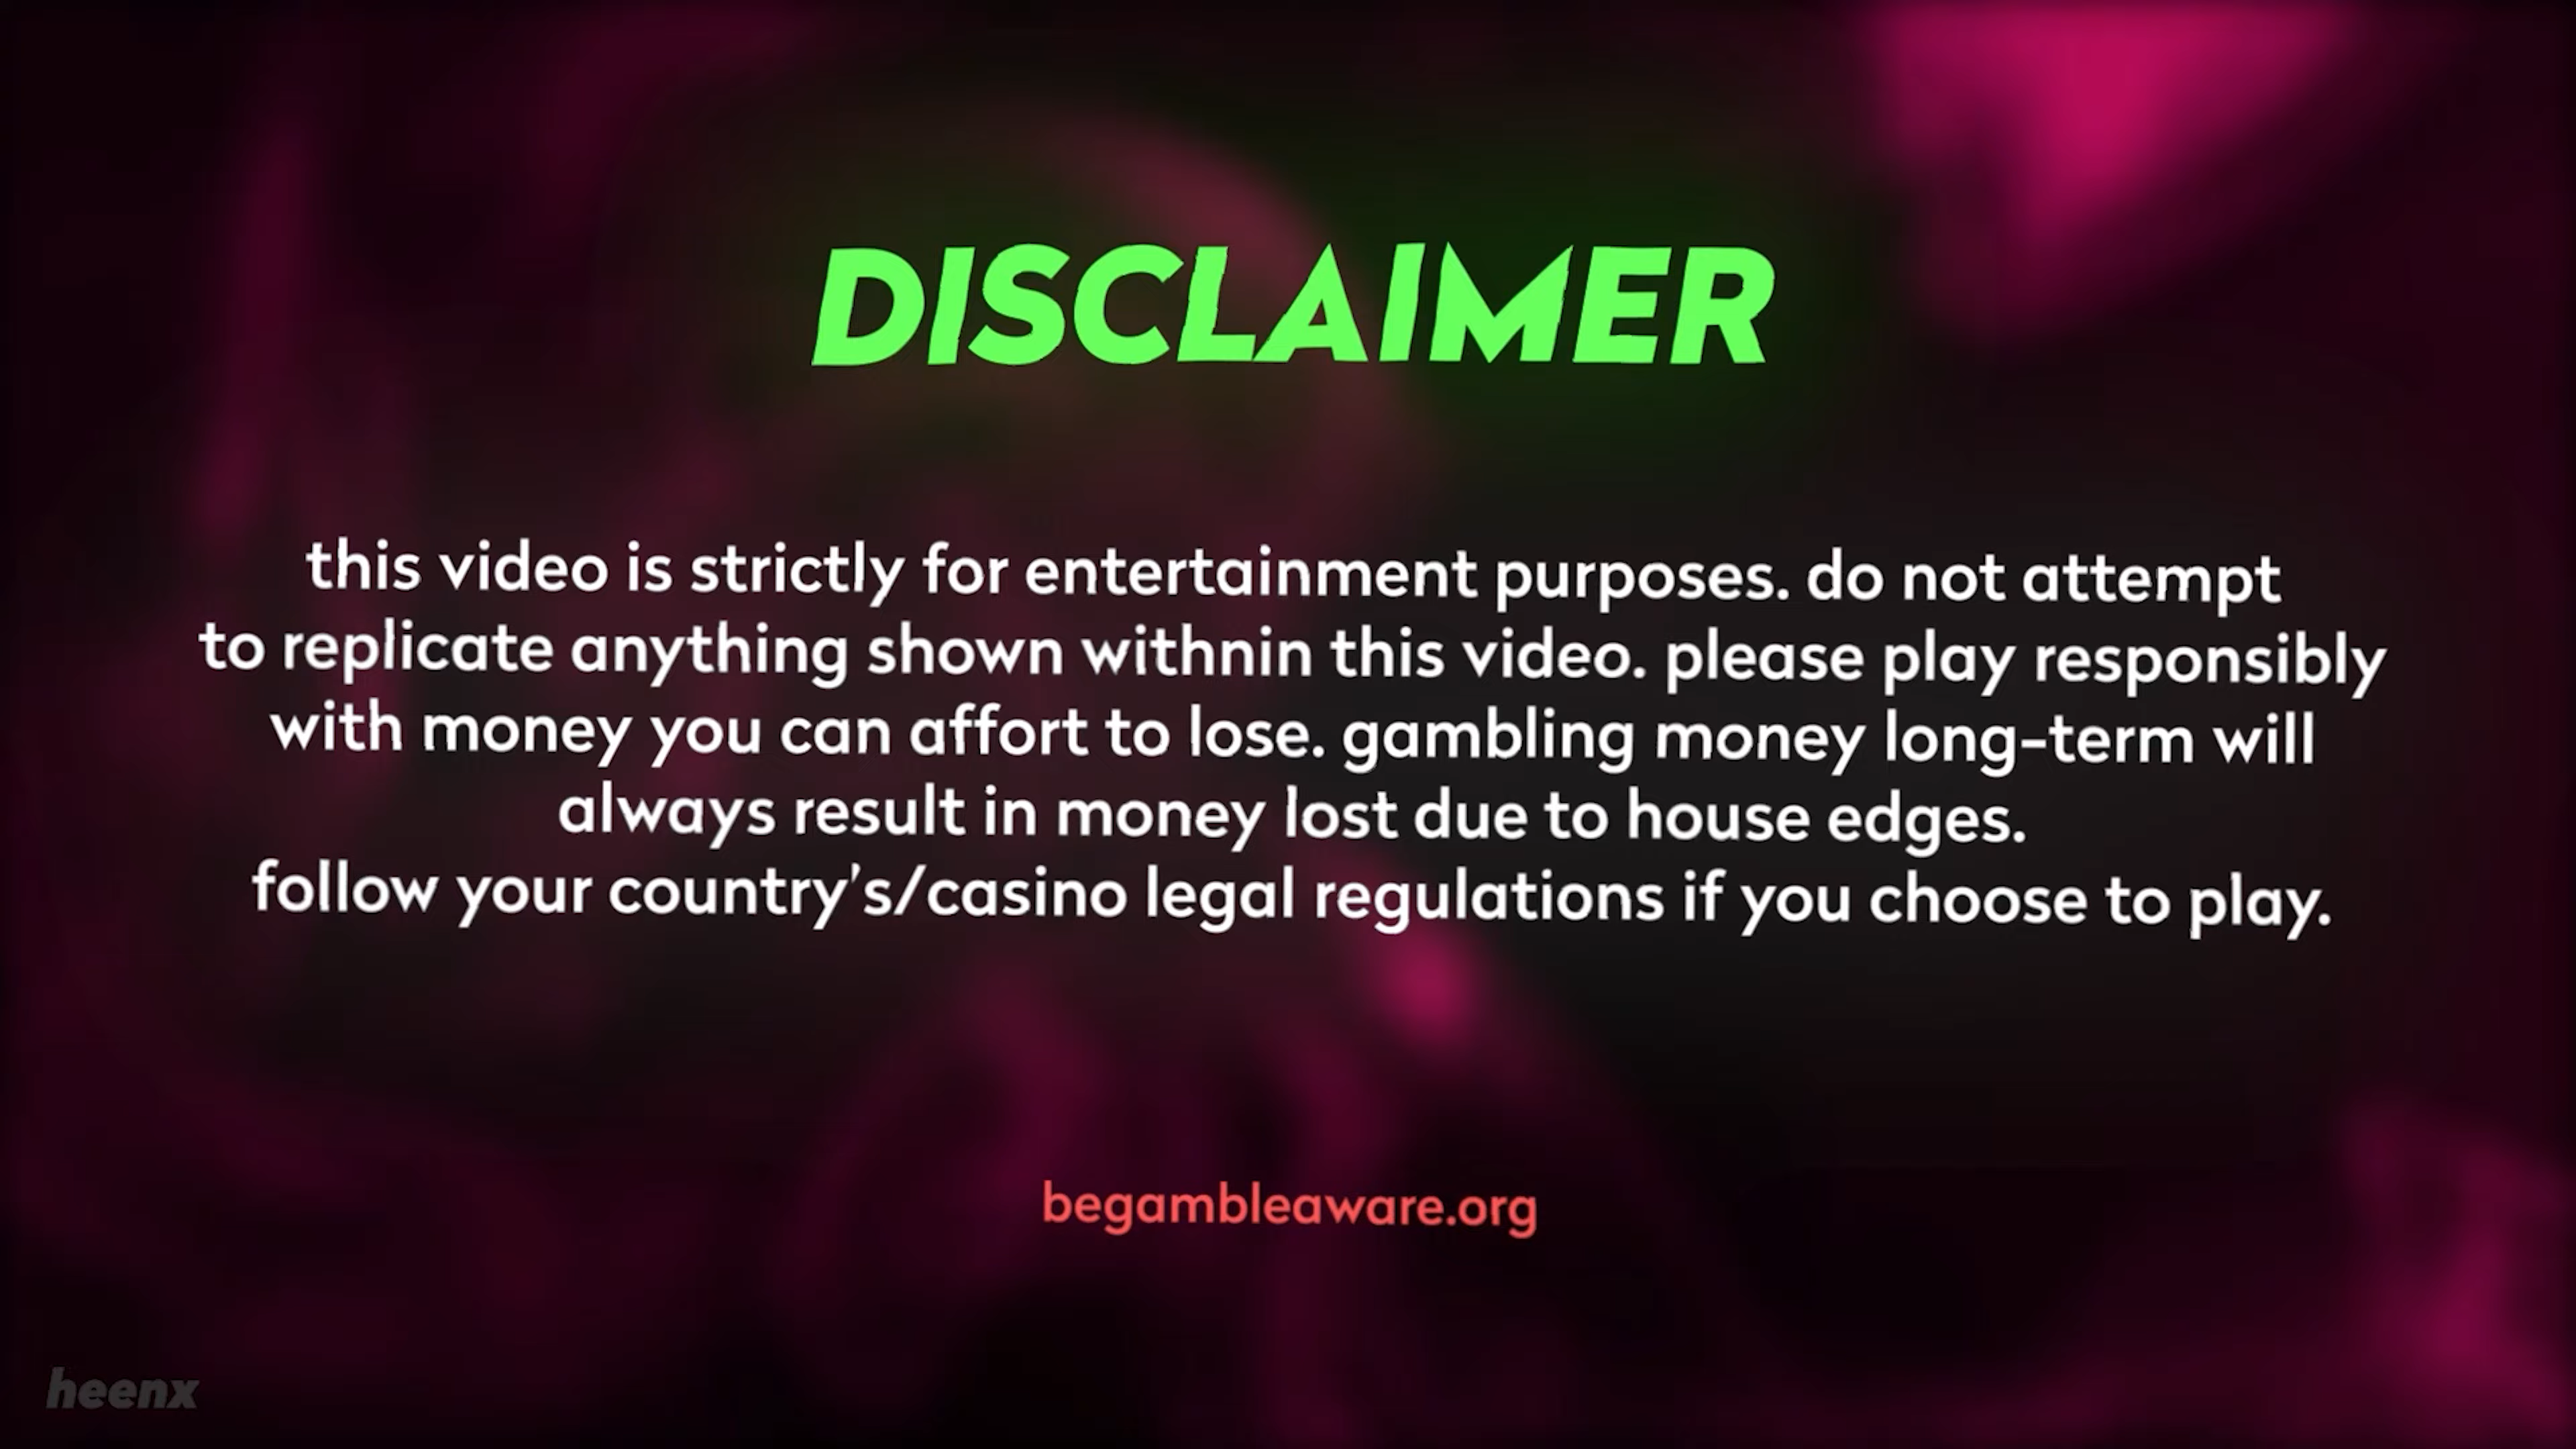 DISCLAIMER
this video is strictly for entertainment purposes. do not attempt
to replicate anything shown withnin this video. please play responsibly
with money you can affort to lose. gambling money long-term will
always result in money lost due to house edges.
follow your country's/casino legal regulations if you choose to play.
begambleaware.org
heenx